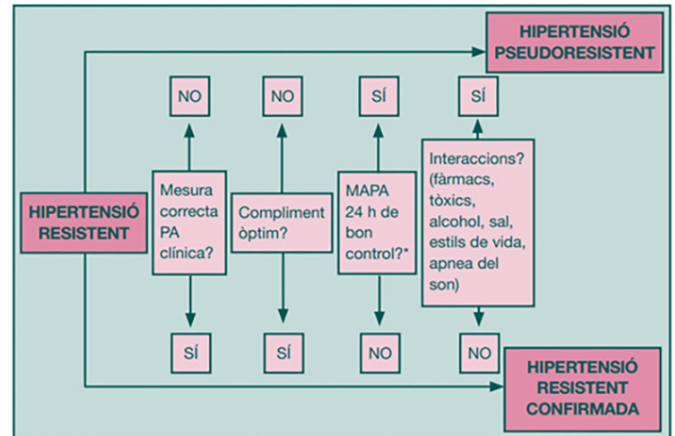 HIPERTENSIÓ
PSEUDORESISTENT
NO
NO
SÍ
SÍ
HIPERTENSIÓ
RESISTENT
Mesura
correcta
PA
clínica?
Compliment
òptim?
MAPA
24 h de
bon
control?*
Interaccions?
(fàrmacs,
tòxics,
alcohol, sal,
estils de vida,
apnea del
son)
SÍ
SÍ
NO
NO
HIPERTENSIÓ
RESISTENT
CONFIRMADA